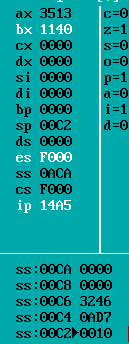 ax 3513 c=0
bx 1140 z=1
cx 0000 s=0
dx 0000 o=0
si 0000 p=1
di 0000 a=0
bp 0000 i=1
sp 00C2 d=0
ds 0000
es F000
ss 0ACA
cs F000
ip 14A5
ss:00CA 0000
ss:00C8 0000
ss:00C6 3246
ss:00C4 0AD7
ss:00C2▶0010